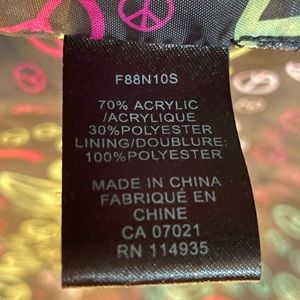 F88N10S
70% ACRYLIC
/ACRYLIQUE
30%POLYESTER
LINING/DOUBLURE:
100%POLYESTER
MADE IN CHINA
FABRIQUÉ EN
CHINE
CA 07021
RN 114935